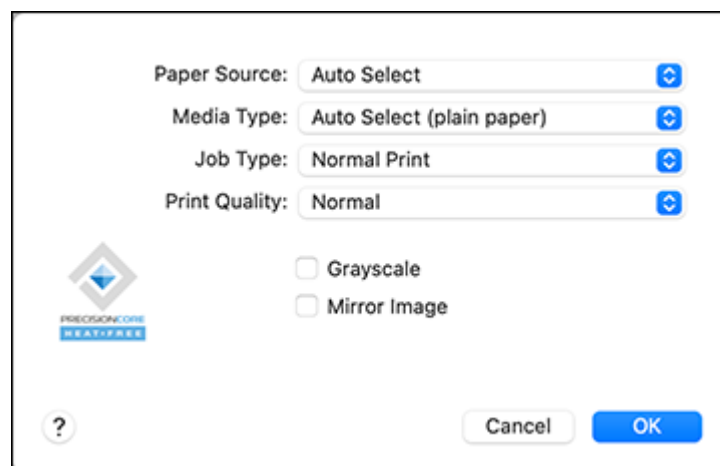 Paper Source: Auto Select
Media Type: Auto Select (plain paper)
Job Type: Normal Print
Print Quality: Normal
Grayscale
Mirror Image
PRECISIONCORE
HEAT-FREE
? Cancel OK